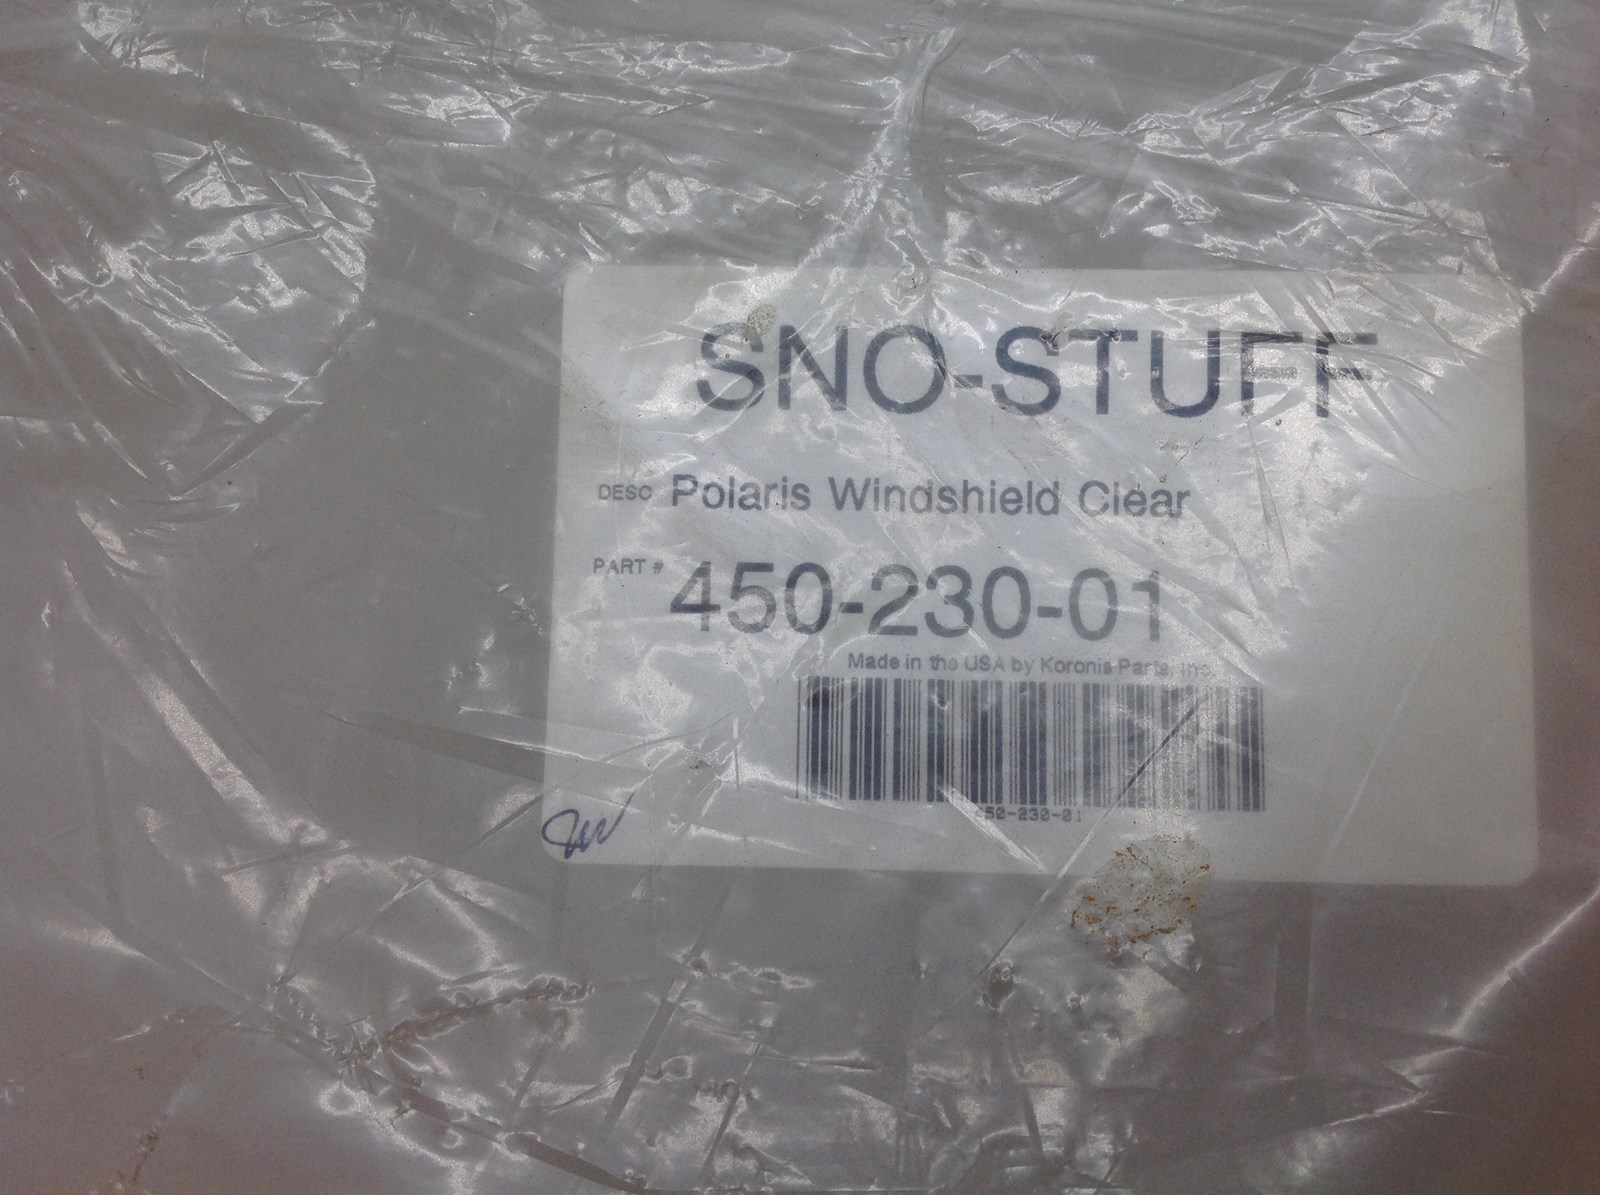 SNO-STUFF
DESC Polaris Windshield Clear
PART # 450-230-01
Made in the USA by Koronis Parts, Inc.
450-230-01